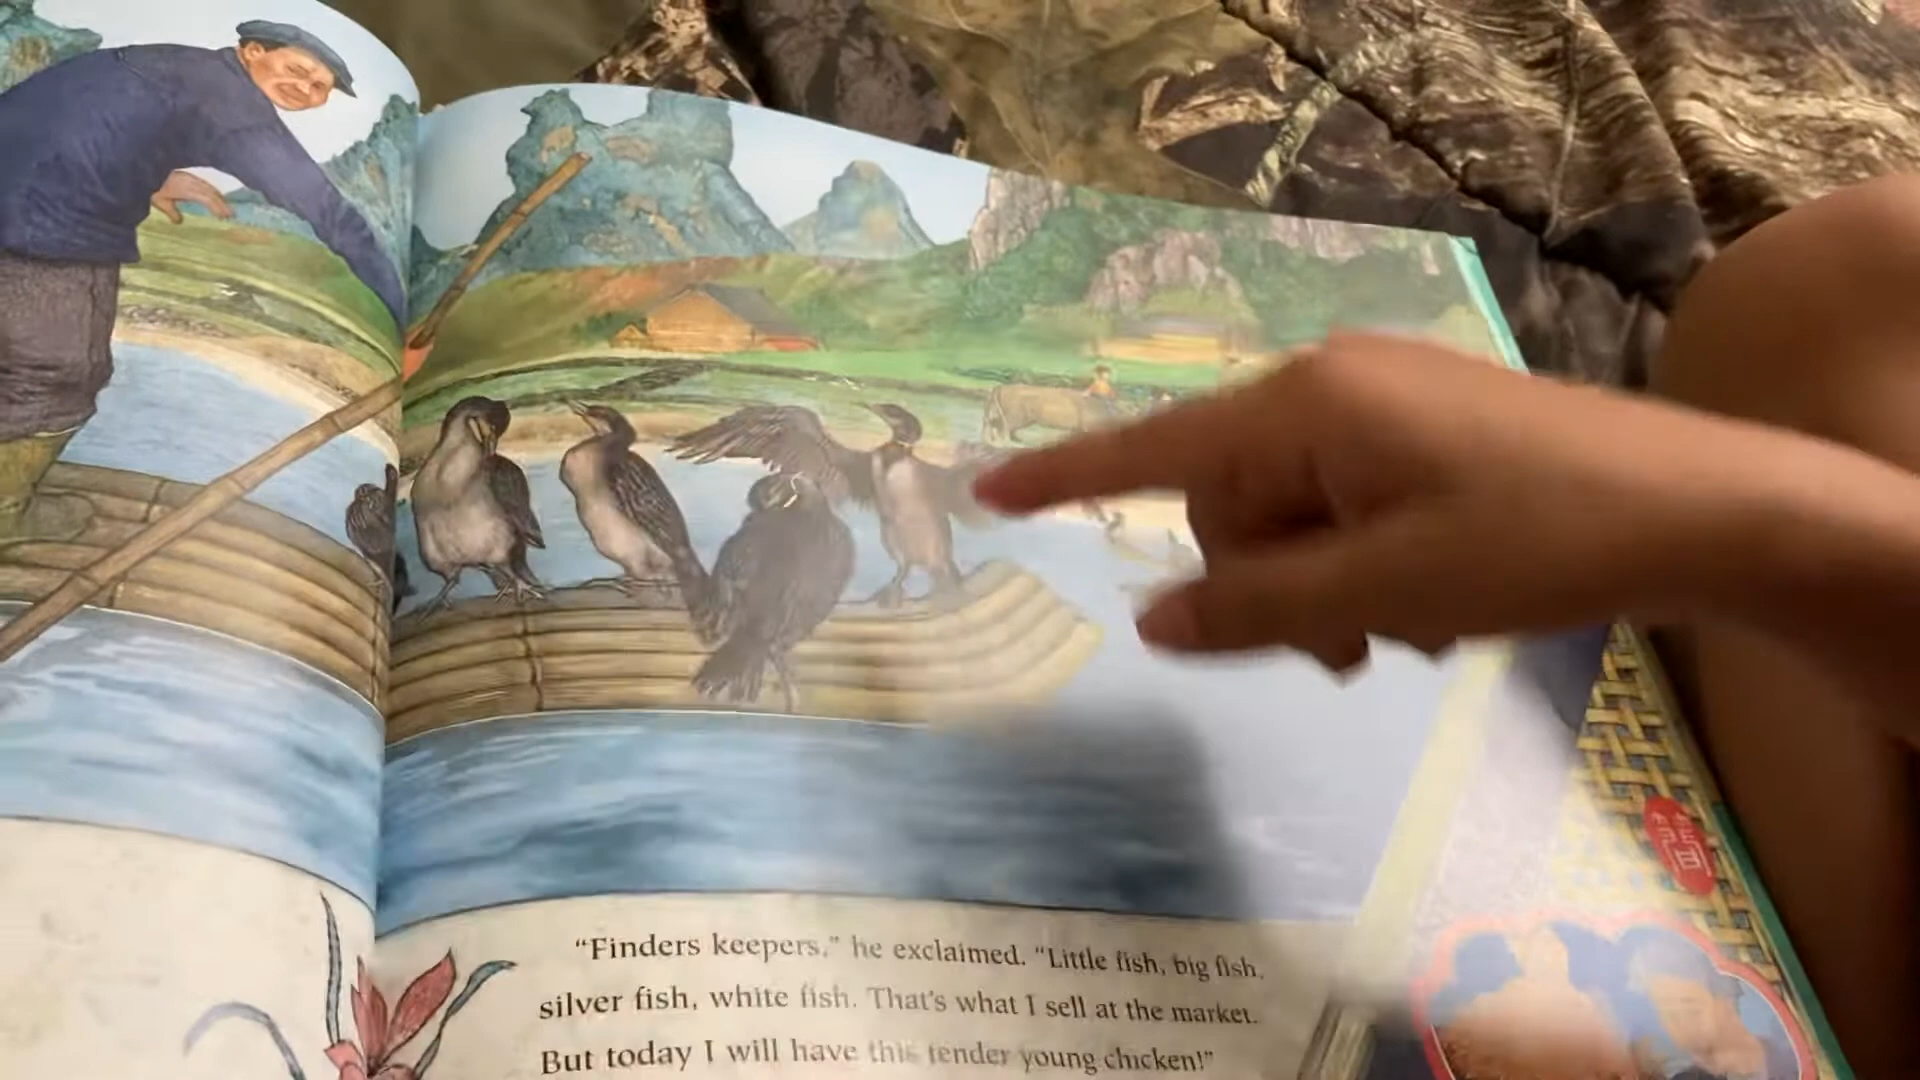 “Finders keepers,” he exclaimed. “Little fish, big fish,
silver fish, white fish. That's what I sell at the market.
But today I will have this tender young chicken!”